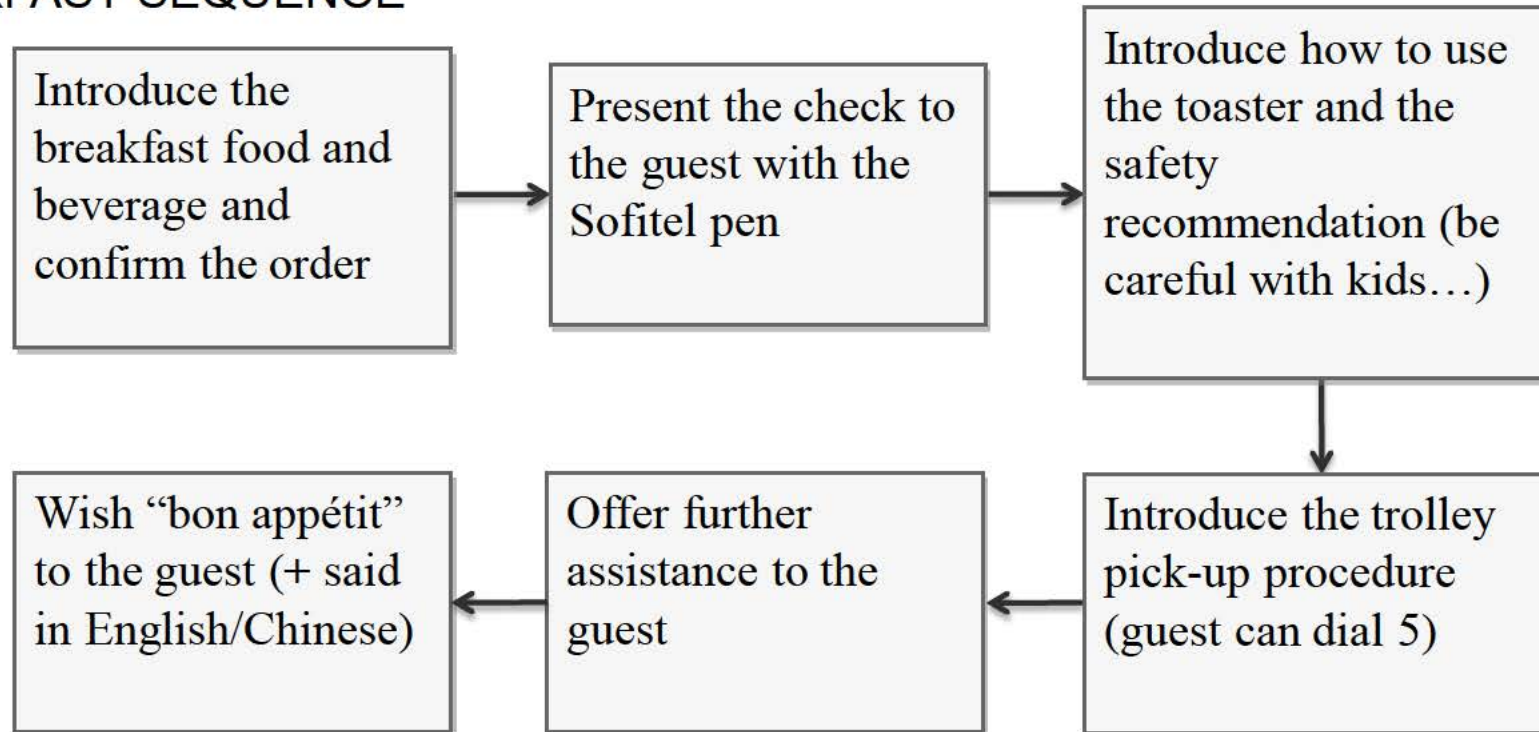 SEQUENCE
Introduce the
breakfast food and
beverage and
confirm the order
Present the check to
the guest with the
Sofitel pen
Introduce how to use
the toaster and the
safety
recommendation (be
careful with kids…)
Introduce the trolley
pick-up procedure
(guest can dial 5)
Offer further
assistance to the
guest
Wish “bon appétit”
to the guest (+ said
in English/Chinese)